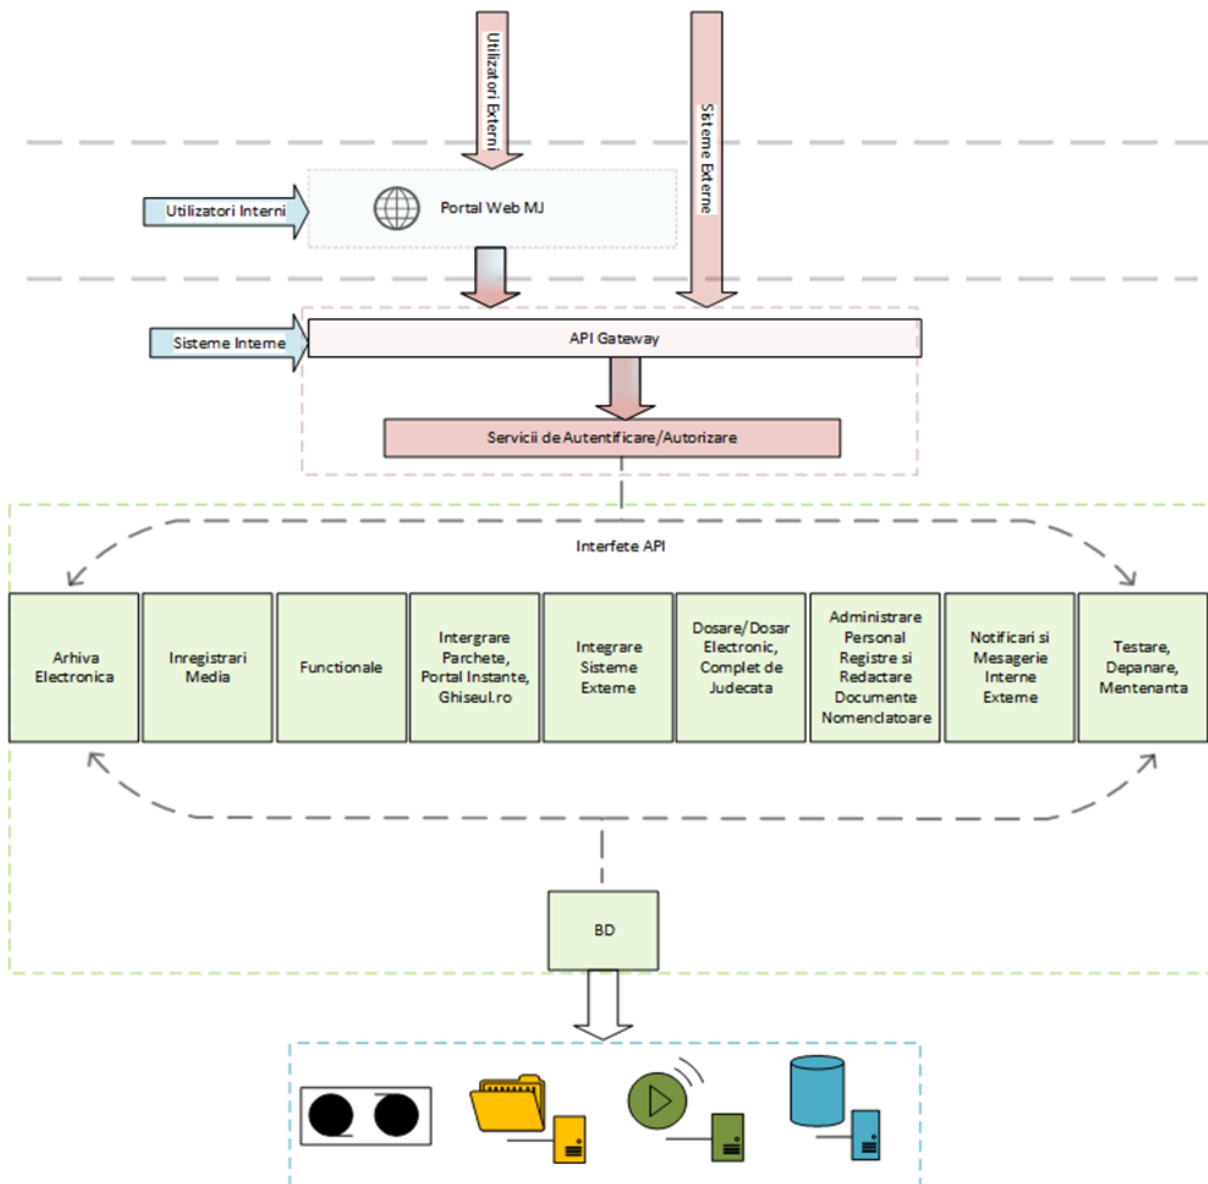 Utilizatori Externi
Sisteme Externe
Utilizatori Interni
Portal Web MJ
Sisteme Interne
API Gateway
Servicii de Autentificare/Autorizare
Interfete API
Arhiva
Electronica
Inregistrari
Media
Functionale
Intergrare
Parchete,
Portal Instante,
Ghiseul.ro
Integrare
Sisteme
Externe
Dosare/Dosar
Electronic,
Complet de
Judecata
Administrare
Personal
Registre si
Redactare
Documente
Nomenclatoare
Notificari si
Mesagerie
Interne
Externe
Testare,
Depanare,
Mentenanta
BD